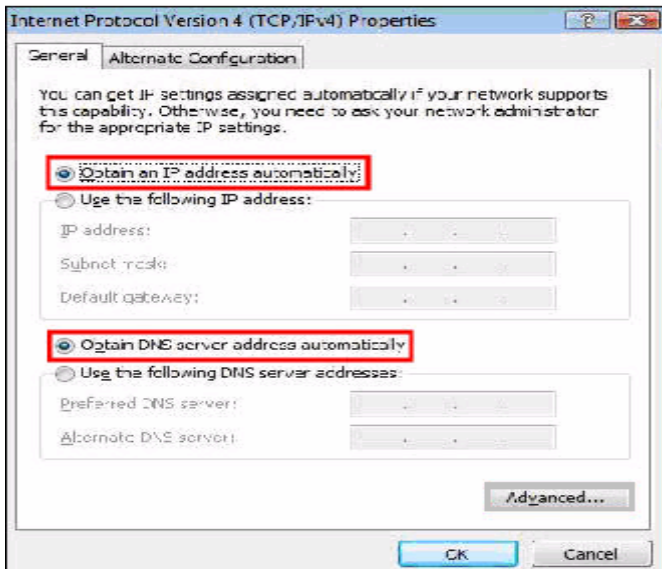 Internet Protocol Version 4 (TCP/IPv4) Properties
General
Alternate Configuration
You can get IP settings assigned automatically if your network supports
this capability. Otherwise, you need to ask your network administrator
for the appropriate IP settings.
Obtain an IP address automatically
Use the following IP address:
IP address:
Subnet mask:
Default gateway:
Obtain DNS server address automatically
Use the following DNS server addresses:
Preferred DNS server:
Alternate DNS server:
Advanced...
OK
Cancel